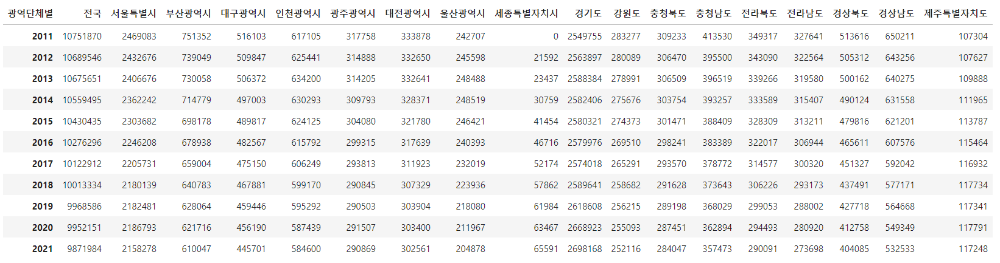 광역단체별 전국 서울특별시 부산광역시 대구광역시 인천광역시 광주광역시 대전광역시 울산광역시 세종특별자치시 경기도 강원도 충청북도 충청남도 전라북도 전라남도 경상북도 경상남도 제주특별자치도
2011 10751870 2469083 751352 516103 617105 317758 333878 242707 0 2549755 283277 309233 413530 349317 327641 513616 650211 107304
2012 10689546 2432676 739049 509847 625441 314888 332650 245598 21592 2563897 280089 306470 395500 343090 322564 505312 643256 107627
2013 10675651 2406676 730058 506372 634200 314205 332641 248488 23437 2588384 278991 306509 396519 339266 319580 500162 640275 109888
2014 10559495 2362242 714779 497003 630293 309793 328371 248519 30759 2582406 275676 303754 393257 333589 315407 490124 631558 111965
2015 10430435 2303682 698178 489817 624125 304080 321780 246421 41454 2580321 274373 301471 388409 328309 313211 479816 621201 113787
2016 10276296 2246208 678938 482567 615792 299315 317639 240393 46716 2579976 269510 298241 383389 322017 306944 465611 607576 115464
2017 10122912 2205731 659004 475150 606249 293813 311923 232019 52174 2574018 265291 293570 378772 314577 300320 451327 592042 116932
2018 10013334 2180139 640783 467881 599170 290845 307329 223936 57862 2589641 258682 291628 373643 306226 293173 437491 577171 117734
2019 9968586 2182481 628064 459446 595292 290503 303904 218080 61984 2618608 256215 289198 368029 299053 288002 427718 564668 117341
2020 9952151 2186793 621716 456190 587439 291507 303400 211967 63467 2668923 255093 287451 362894 294493 280920 412758 549349 117791
2021 9871984 2158278 610047 445701 584600 290869 302561 204878 65591 2698168 252116 284047 357473 290091 273698 404085 532533 117248